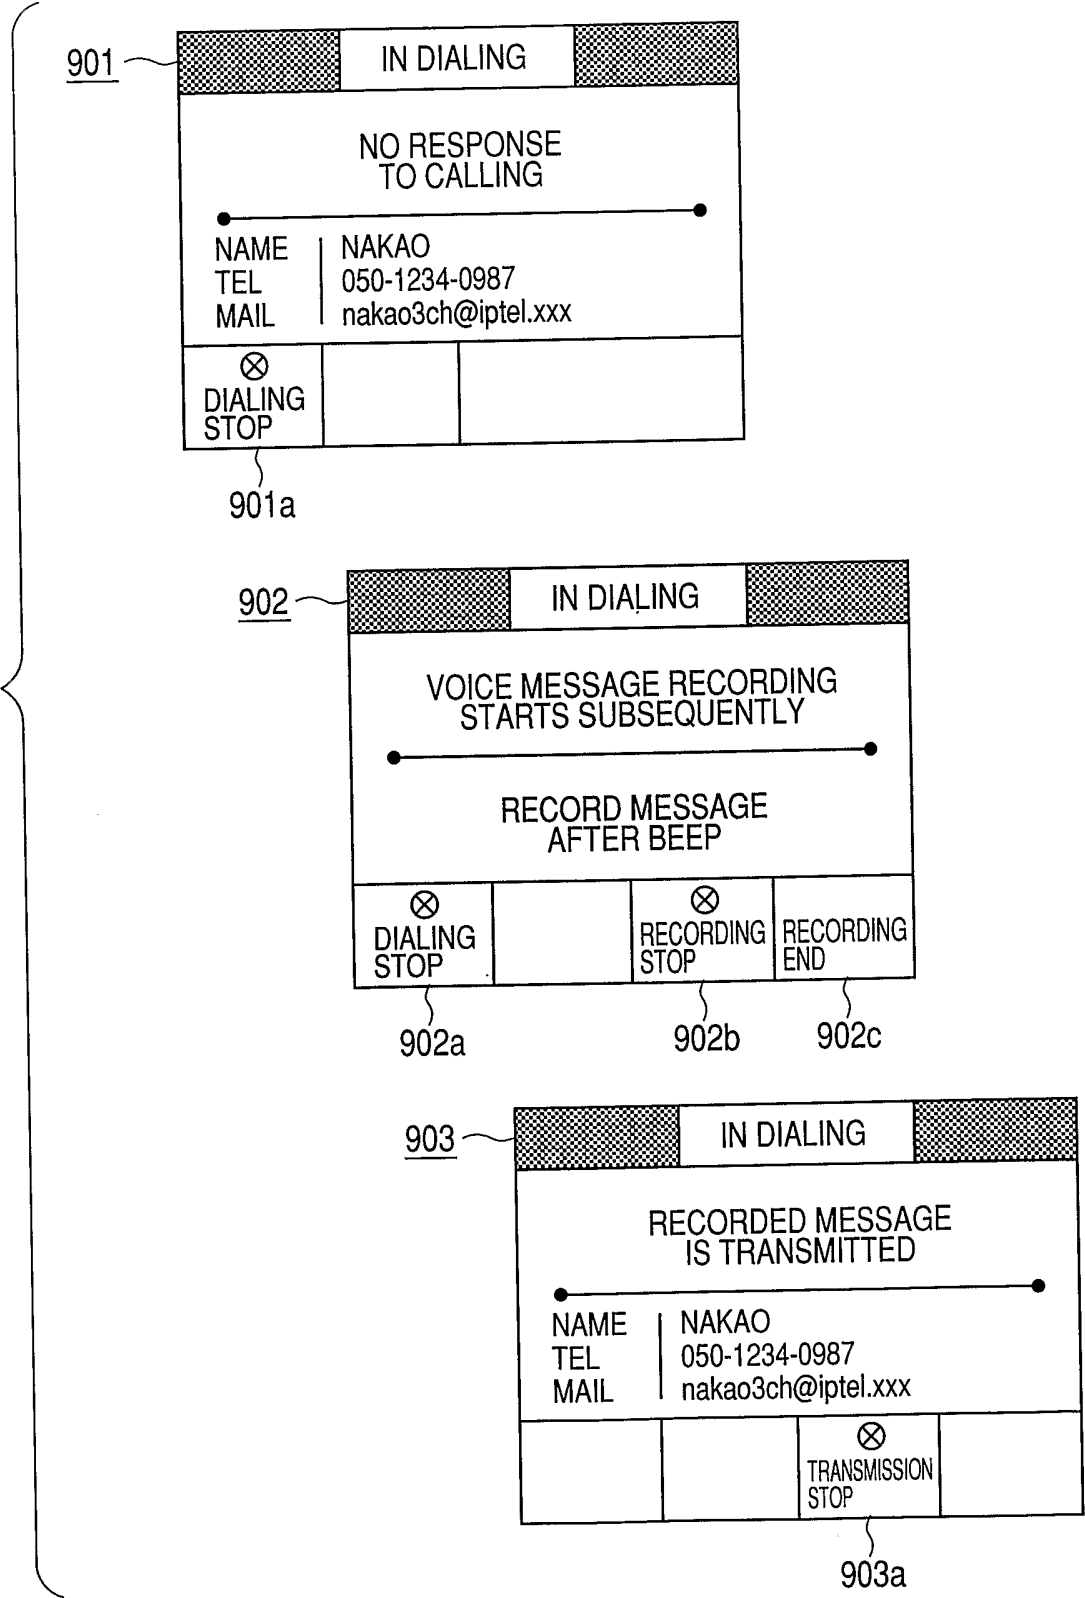 901
IN DIALING
NO RESPONSE
TO CALLING
NAME NAKAO
TEL 050-1234-0987
MAIL nakao3ch@iptel.xxx
DIALING
STOP
901a
902
IN DIALING
VOICE MESSAGE RECORDING
STARTS SUBSEQUENTLY
RECORD MESSAGE
AFTER BEEP
DIALING
STOP
RECORDING
STOP
RECORDING
END
902a
902b
902c
903
IN DIALING
RECORDED MESSAGE
IS TRANSMITTED
NAME NAKAO
TEL 050-1234-0987
MAIL nakao3ch@iptel.xxx
TRANSMISSION
STOP
903a